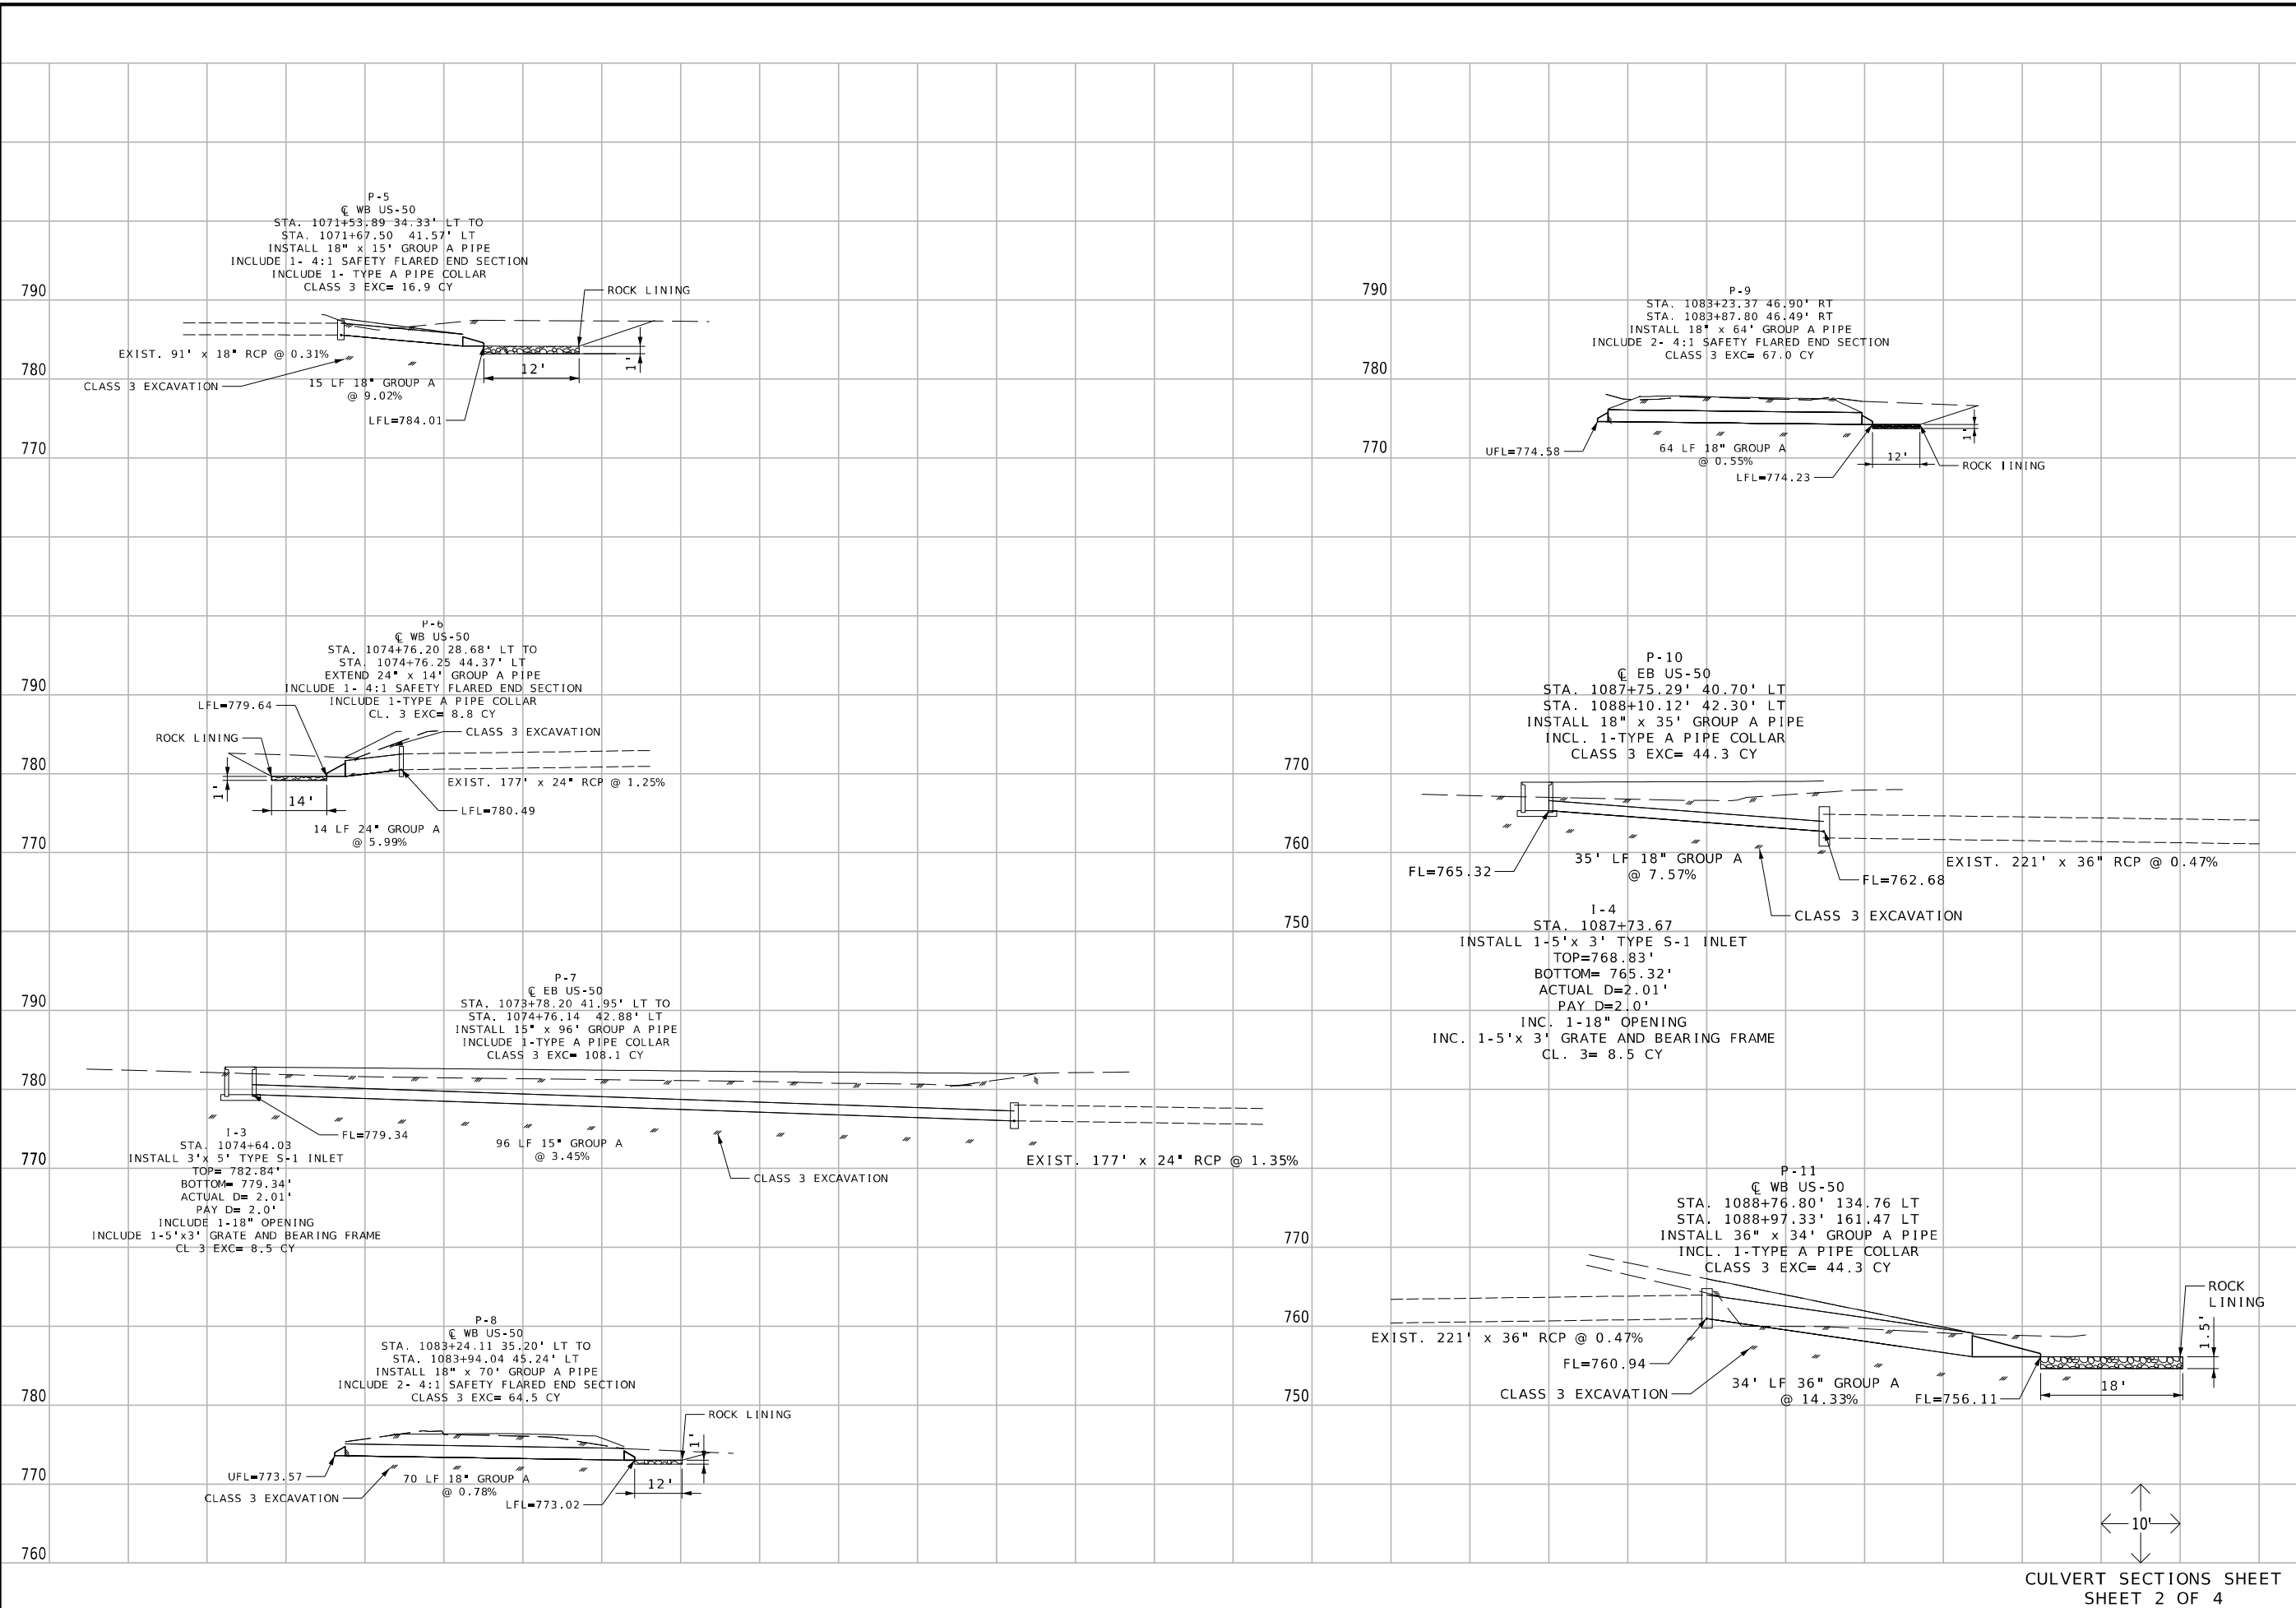 P-5
℄ WB US-50
STA. 1071+53.89 34.33' LT TO
STA. 1071+67.50 41.57' LT
INSTALL 18" x 15' GROUP A PIPE
INCLUDE 1- 4:1 SAFETY FLARED END SECTION
INCLUDE 1- TYPE A PIPE COLLAR
CLASS 3 EXC= 16.9 CY
790
ROCK LINING
EXIST. 91' x 18" RCP @ 0.31%
780
CLASS 3 EXCAVATION
15 LF 18" GROUP A
@ 9.02%
12'
1'
LFL=784.01
770
P-6
℄ WB US-50
STA. 1074+76.20 28.68' LT TO
STA. 1074+76.25 44.37' LT
EXTEND 24" x 14' GROUP A PIPE
INCLUDE 1- 4:1 SAFETY FLARED END SECTION
INCLUDE 1-TYPE A PIPE COLLAR
CL. 3 EXC= 8.8 CY
790
LFL=779.64
ROCK LINING
CLASS 3 EXCAVATION
780
EXIST. 177' x 24" RCP @ 1.25%
1'
14'
LFL=780.49
14 LF 24" GROUP A
@ 5.99%
770
P-7
℄ EB US-50
STA. 1073+78.20 41.95' LT TO
STA. 1074+76.14 42.88' LT
INSTALL 15" x 96' GROUP A PIPE
INCLUDE 1-TYPE A PIPE COLLAR
CLASS 3 EXC= 108.1 CY
790
780
FL=779.34
96 LF 15" GROUP A
@ 3.45%
EXIST. 177' x 24" RCP @ 1.35%
CLASS 3 EXCAVATION
770
I-3
STA. 1074+64.03
INSTALL 3'x 5' TYPE S-1 INLET
TOP= 782.84'
BOTTOM= 779.34'
ACTUAL D= 2.01'
PAY D= 2.0'
INCLUDE 1-18" OPENING
INCLUDE 1-5'x3' GRATE AND BEARING FRAME
CL 3 EXC= 8.5 CY
P-8
℄ WB US-50
STA. 1083+24.11 35.20' LT TO
STA. 1083+94.04 45.24' LT
INSTALL 18" x 70' GROUP A PIPE
INCLUDE 2- 4:1 SAFETY FLARED END SECTION
CLASS 3 EXC= 64.5 CY
780
ROCK LINING
1'
UFL=773.57
770
70 LF 18" GROUP A
@ 0.78%
12'
CLASS 3 EXCAVATION
LFL=773.02
760
P-9
STA. 1083+23.37 46.90' RT
STA. 1083+87.80 46.49' RT
INSTALL 18" x 64' GROUP A PIPE
INCLUDE 2- 4:1 SAFETY FLARED END SECTION
CLASS 3 EXC= 67.0 CY
790
780
770
UFL=774.58
64 LF 18" GROUP A
@ 0.55%
LFL=774.23
12'
1'
ROCK LINING
P-10
℄ EB US-50
STA. 1087+75.29' 40.70' LT
STA. 1088+10.12' 42.30' LT
INSTALL 18" x 35' GROUP A PIPE
INCL. 1-TYPE A PIPE COLLAR
CLASS 3 EXC= 44.3 CY
770
760
FL=765.32
35' LF 18" GROUP A
@ 7.57%
FL=762.68
EXIST. 221' x 36" RCP @ 0.47%
CLASS 3 EXCAVATION
750
I-4
STA. 1087+73.67
INSTALL 1-5'x 3' TYPE S-1 INLET
TOP=768.83'
BOTTOM= 765.32'
ACTUAL D=2.01'
PAY D=2.0'
INC. 1-18" OPENING
INC. 1-5'x 3' GRATE AND BEARING FRAME
CL. 3= 8.5 CY
P-11
℄ WB US-50
STA. 1088+76.80' 134.76 LT
STA. 1088+97.33' 161.47 LT
INSTALL 36" x 34' GROUP A PIPE
INCL. 1-TYPE A PIPE COLLAR
CLASS 3 EXC= 44.3 CY
770
ROCK
LINING
760
EXIST. 221' x 36" RCP @ 0.47%
FL=760.94
CLASS 3 EXCAVATION
34' LF 36" GROUP A
@ 14.33%
FL=756.11
18'
1.5'
750
10'
CULVERT SECTIONS SHEET
SHEET 2 OF 4